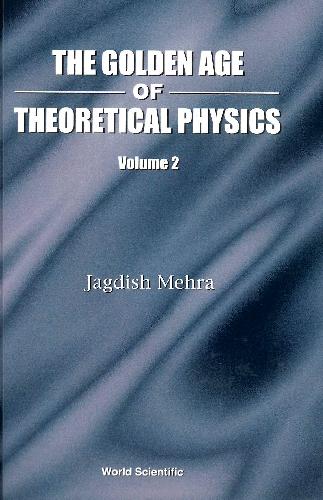 THE GOLDEN AGE
OF
THEORETICAL PHYSICS
Volume 2
Jagdish Mehra
World Scientific